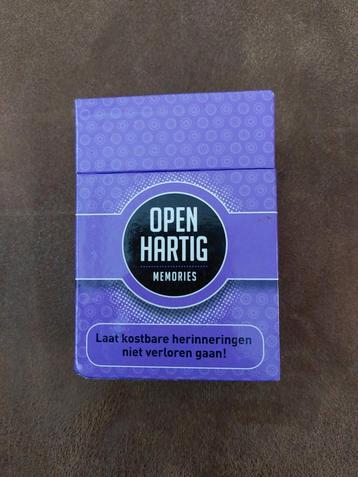 OPEN
HARTIG
MEMORIES
Laat kostbare herinneringen
niet verloren gaan!